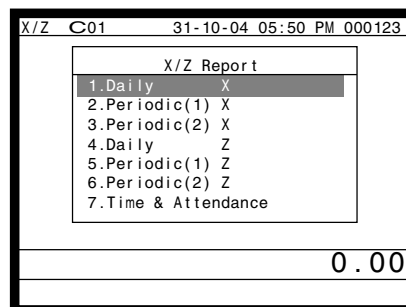 X/Z C01 31-10-04 05:50 PM 000123
X/Z Report
1.Daily X
2.Periodic(1) X
3.Periodic(2) X
4.Daily Z
5.Periodic(1) Z
6.Periodic(2) Z
7.Time & Attendance
0.00